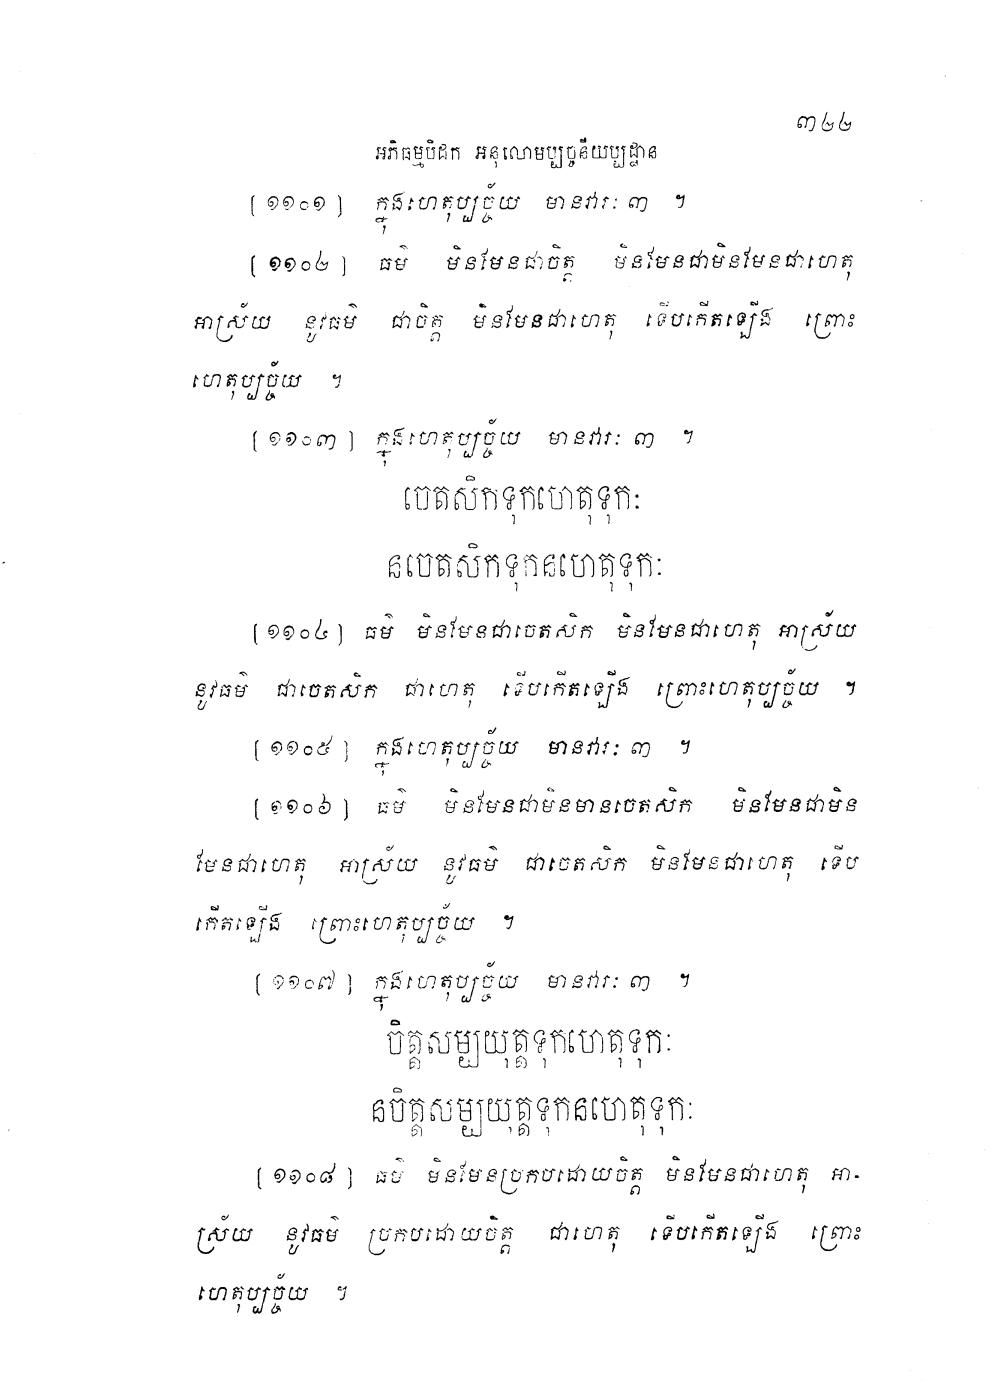 ៣២២
អភិធម្មបិដក អនុលោមប្បច្ចនីយប្បដ្ឋាន
[១១០១] ក្នុងហេតុប្បច្ច័យ មានវារៈ ៣ ។
[១១០២] ធម៌ មិនមែនជាចិត្ត មិនមែនជាមិនមែនជាហេតុ
អាស្រ័យ នូវធម៌ ជាចិត្ត មិនមែនជាហេតុ ទើបកើតឡើង ព្រោះ
ហេតុប្បច្ច័យ ។
[១១០៣] ក្នុងហេតុប្បច្ច័យ មានវារៈ ៣ ។
ចេតសិកទុកហេតុទុកៈ
នចេតសិកទុកនហេតុទុកៈ
[១១០៤] ធម៌ មិនមែនជាចេតសិក មិនមែនជាហេតុ អាស្រ័យ
នូវធម៌ ជាចេតសិក ជាហេតុ ទើបកើតឡើង ព្រោះហេតុប្បច្ច័យ ។
[១១០៥] ក្នុងហេតុប្បច្ច័យ មានវារៈ ៣ ។
[១១០៦] ធម៌ មិនមែនជាមិនមានចេតសិក មិនមែនជាមិន
មែនជាហេតុ អាស្រ័យ នូវធម៌ ជាចេតសិក មិនមែនជាហេតុ ទើប
កើតឡើង ព្រោះហេតុប្បច្ច័យ ។
[១១០៧] ក្នុងហេតុប្បច្ច័យ មានវារៈ ៣ ។
ចិត្តសម្បយុត្តទុកហេតុទុកៈ
នចិត្តសម្បយុត្តទុកនហេតុទុកៈ
[១១០៨] ធម៌ មិនមែនប្រកបដោយចិត្ត មិនមែនជាហេតុ អា-
ស្រ័យ នូវធម៌ ប្រកបដោយចិត្ត ជាហេតុ ទើបកើតឡើង ព្រោះ
ហេតុប្បច្ច័យ ។